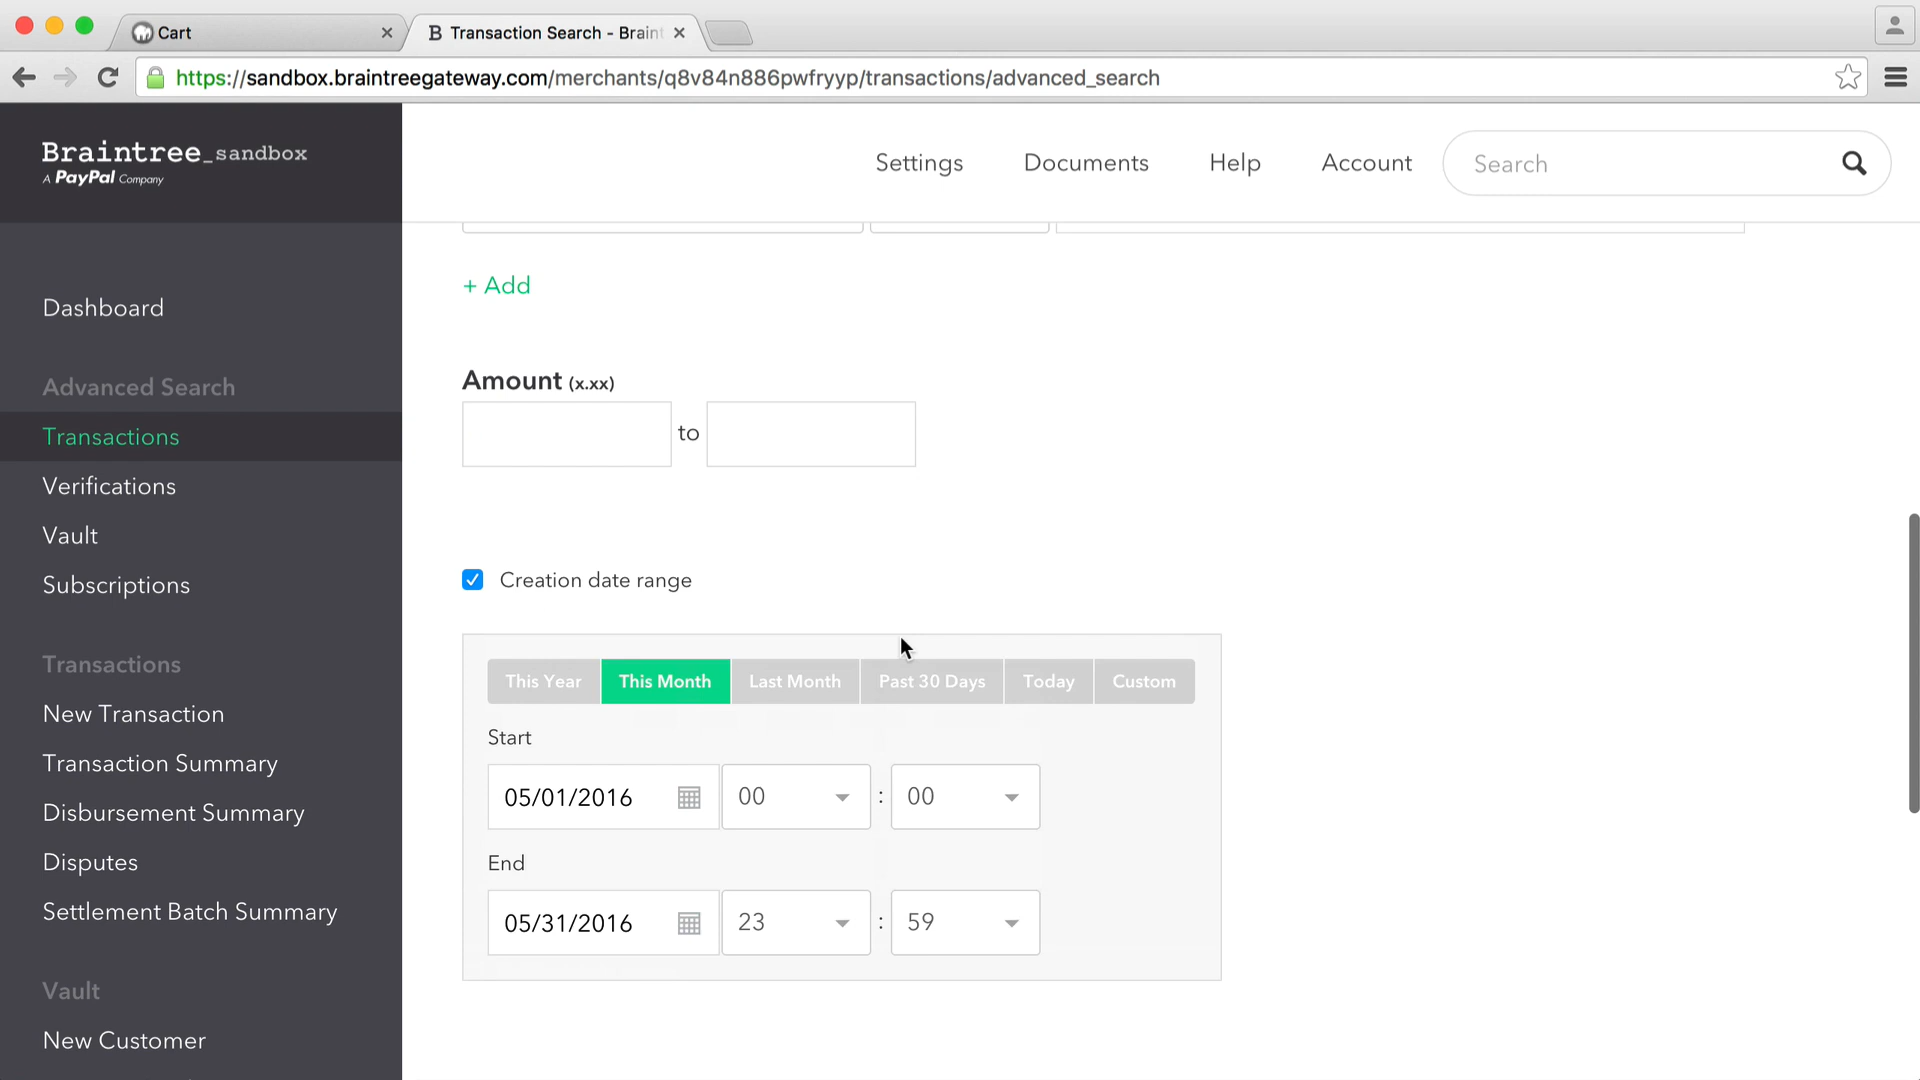 Cart
B Transaction Search - Braint
https://sandbox.braintreegateway.com/merchants/q8v84n886pwfryyp/transactions/advanced_search
Braintree_sandbox
A PayPal Company
Settings
Documents
Help
Account
Search
Dashboard
Advanced Search
Transactions
Verifications
Vault
Subscriptions
Transactions
New Transaction
Transaction Summary
Disbursement Summary
Disputes
Settlement Batch Summary
Vault
New Customer
+ Add
Amount (x.xx)
to
Creation date range
This Year
This Month
Last Month
Past 30 Days
Today
Custom
Start
05/01/2016
00
:
00
End
05/31/2016
23
:
59